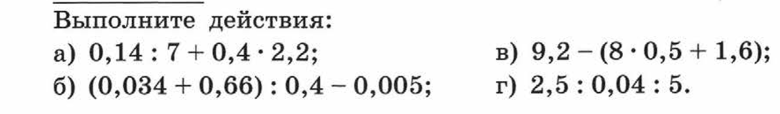 Выполните действия:
а) 0,14 : 7 + 0,4 · 2,2;
б) (0,034 + 0,66) : 0,4 – 0,005;
в) 9,2 – (8 · 0,5 + 1,6);
г) 2,5 : 0,04 : 5.